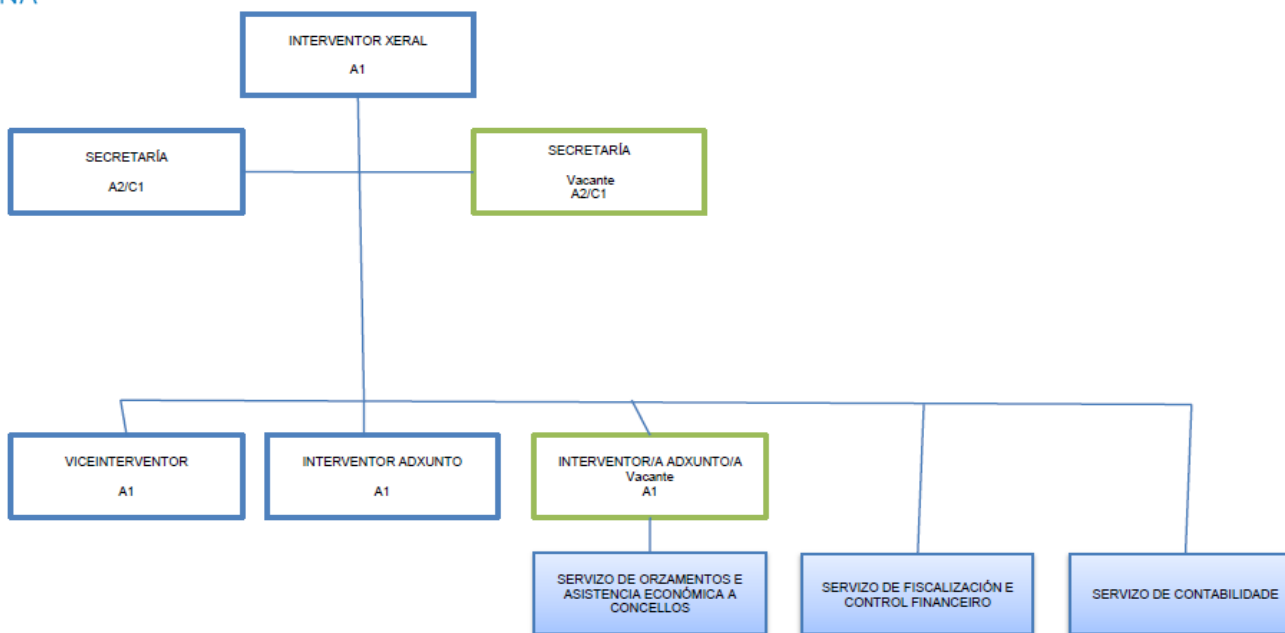 INTERVENTOR XERAL
A1
SECRETARÍA
A2/C1
SECRETARÍA
Vacante
A2/C1
VICEINTERVENTOR
A1
INTERVENTOR ADXUNTO
A1
INTERVENTOR/A ADXUNTO/A
Vacante
A1
SERVIZO DE ORZAMENTOS E
ASISTENCIA ECONÓMICA A
CONCELLOS
SERVIZO DE FISCALIZACIÓN E
CONTROL FINANCEIRO
SERVIZO DE CONTABILIDADE